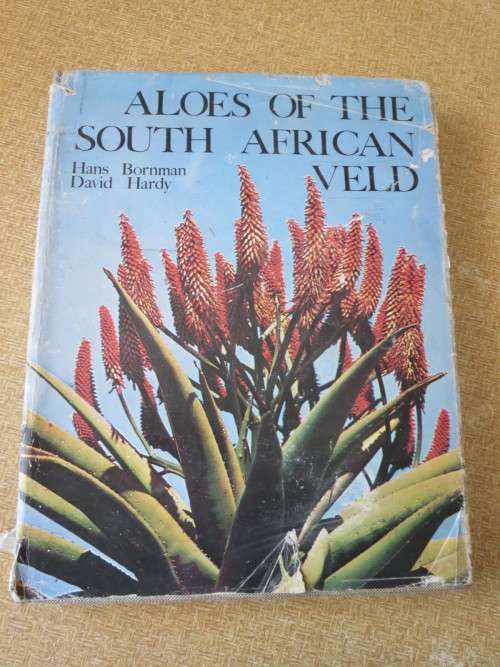 ALOES OF THE
SOUTH AFRICAN
VELD
Hans Bornman
David Hardy